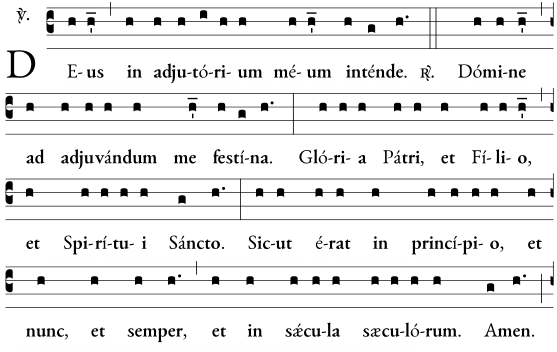 ℣.
DE-us in adju-tó-ri-um mé-um inténde. ℟. Dómi-ne
ad adjuvándum me festí-na. Gló-ri-a Pátri, et Fí-li-o,
et Spi-rí-tu-i Sáncto. Sic-ut é-rat in princí-pi-o, et
nunc, et semper, et in sǽcu-la sæcu-lórum. Amen.